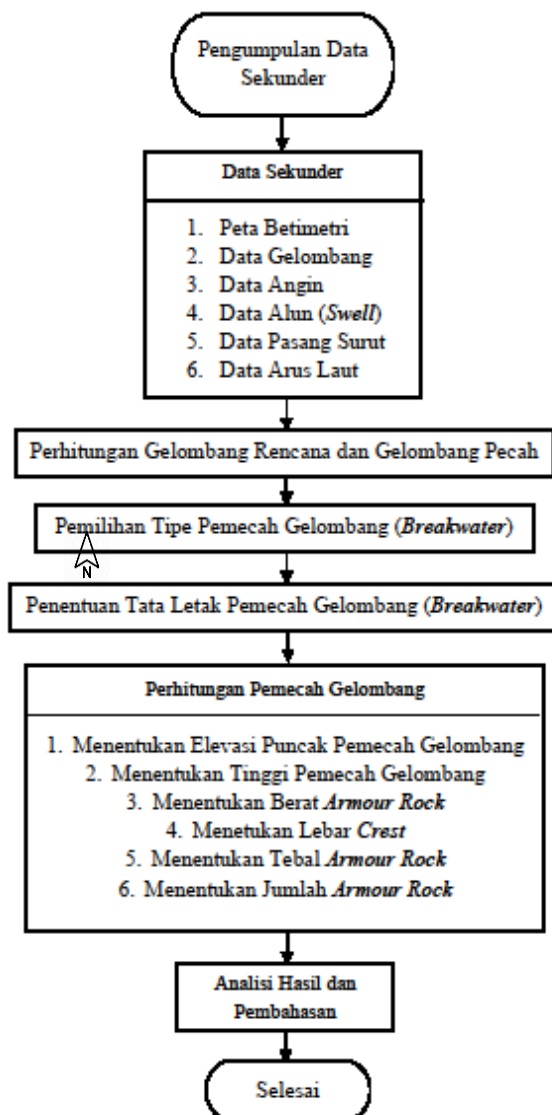 Pengumpulan Data
Sekunder
Data Sekunder
1. Peta Betimetri
2. Data Gelombang
3. Data Angin
4. Data Alun (Swell)
5. Data Pasang Surut
6. Data Arus Laut
Perhitungan Gelombang Rencana dan Gelombang Pecah
Pemilihan Tipe Pemecah Gelombang (Breakwater)
N
Penentuan Tata Letak Pemecah Gelombang (Breakwater)
Perhitungan Pemecah Gelombang
1. Menentukan Elevasi Puncak Pemecah Gelombang
2. Menentukan Tinggi Pemecah Gelombang
3. Menentukan Berat Armour Rock
4. Menetukan Lebar Crest
5. Menentukan Tebal Armour Rock
6. Menentukan Jumlah Armour Rock
Analisi Hasil dan
Pembahasan
Selesai